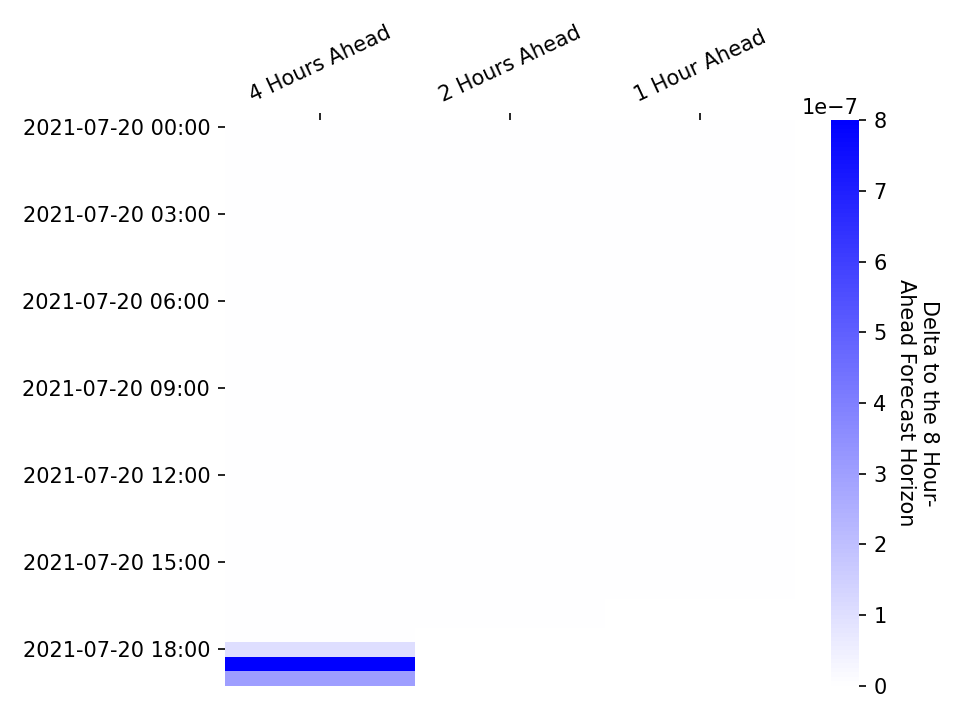 4 Hours Ahead
2 Hours Ahead
1 Hour Ahead
1e−7
2021-07-20 00:00
2021-07-20 03:00
2021-07-20 06:00
2021-07-20 09:00
2021-07-20 12:00
2021-07-20 15:00
2021-07-20 18:00
8
7
6
5
4
3
2
1
0
Delta to the 8 Hour-
Ahead Forecast Horizon